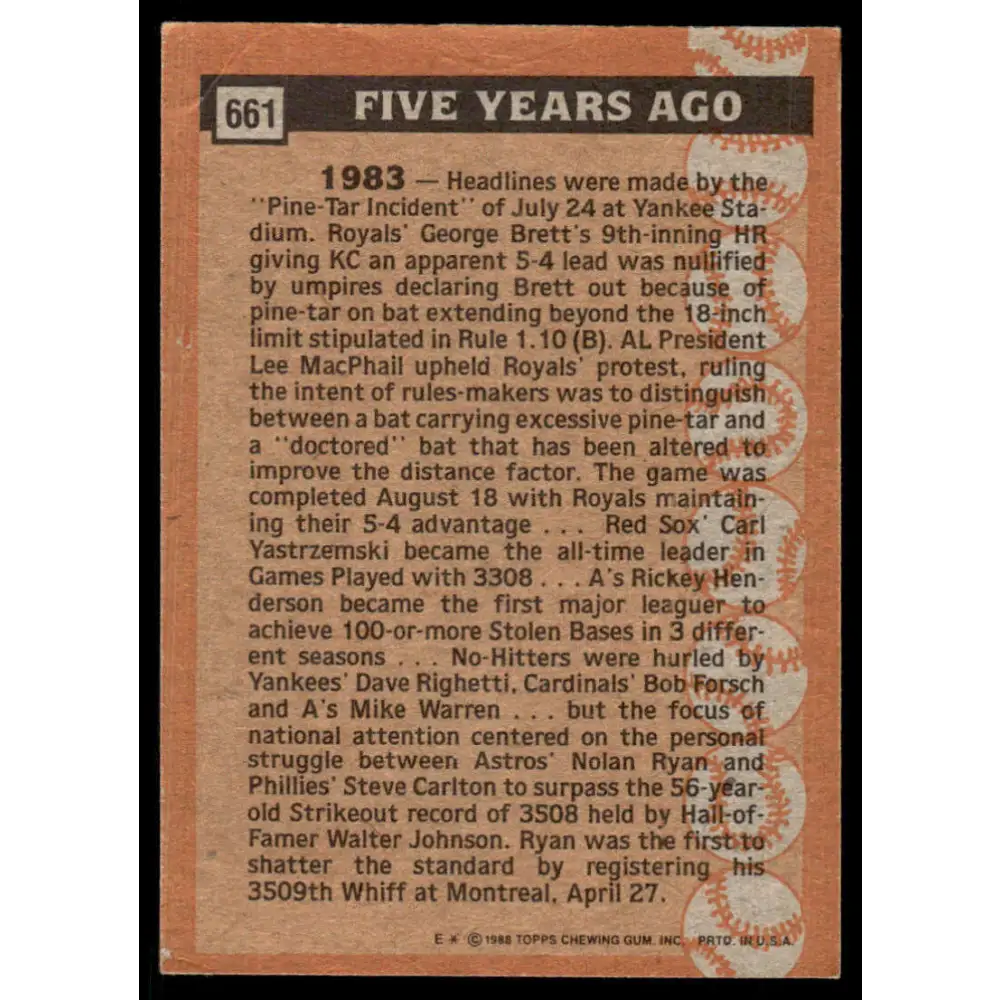 661
FIVE YEARS AGO
1983 — Headlines were made by the
"Pine-Tar Incident" of July 24 at Yankee Sta-
dium. Royals' George Brett's 9th-inning HR
giving KC an apparent 5-4 lead was nullified
by umpires declaring Brett out because of
pine-tar on bat extending beyond the 18-inch
limit stipulated in Rule 1.10 (B). AL President
Lee MacPhail upheld Royals' protest, ruling
the intent of rules-makers was to distinguish
between a bat carrying excessive pine-tar and
a "doctored" bat that has been altered to
improve the distance factor. The game was
completed August 18 with Royals maintain-
ing their 5-4 advantage . . . Red Sox' Carl
Yastrzemski became the all-time leader in
Games Played with 3308 . . . A's Rickey Hen-
derson became the first major leaguer to
achieve 100-or-more Stolen Bases in 3 differ-
ent seasons . . . No-Hitters were hurled by
Yankees' Dave Righetti, Cardinals' Bob Forsch
and A's Mike Warren . . . but the focus of
national attention centered on the personal
struggle between Astros' Nolan Ryan and
Phillies' Steve Carlton to surpass the 56-year-
old Strikeout record of 3508 held by Hall-of-
Famer Walter Johnson. Ryan was the first to
shatter the standard by registering his
3509th Whiff at Montreal, April 27.
E * © 1988 TOPPS CHEWING GUM, INC. PRTD. IN U.S.A.